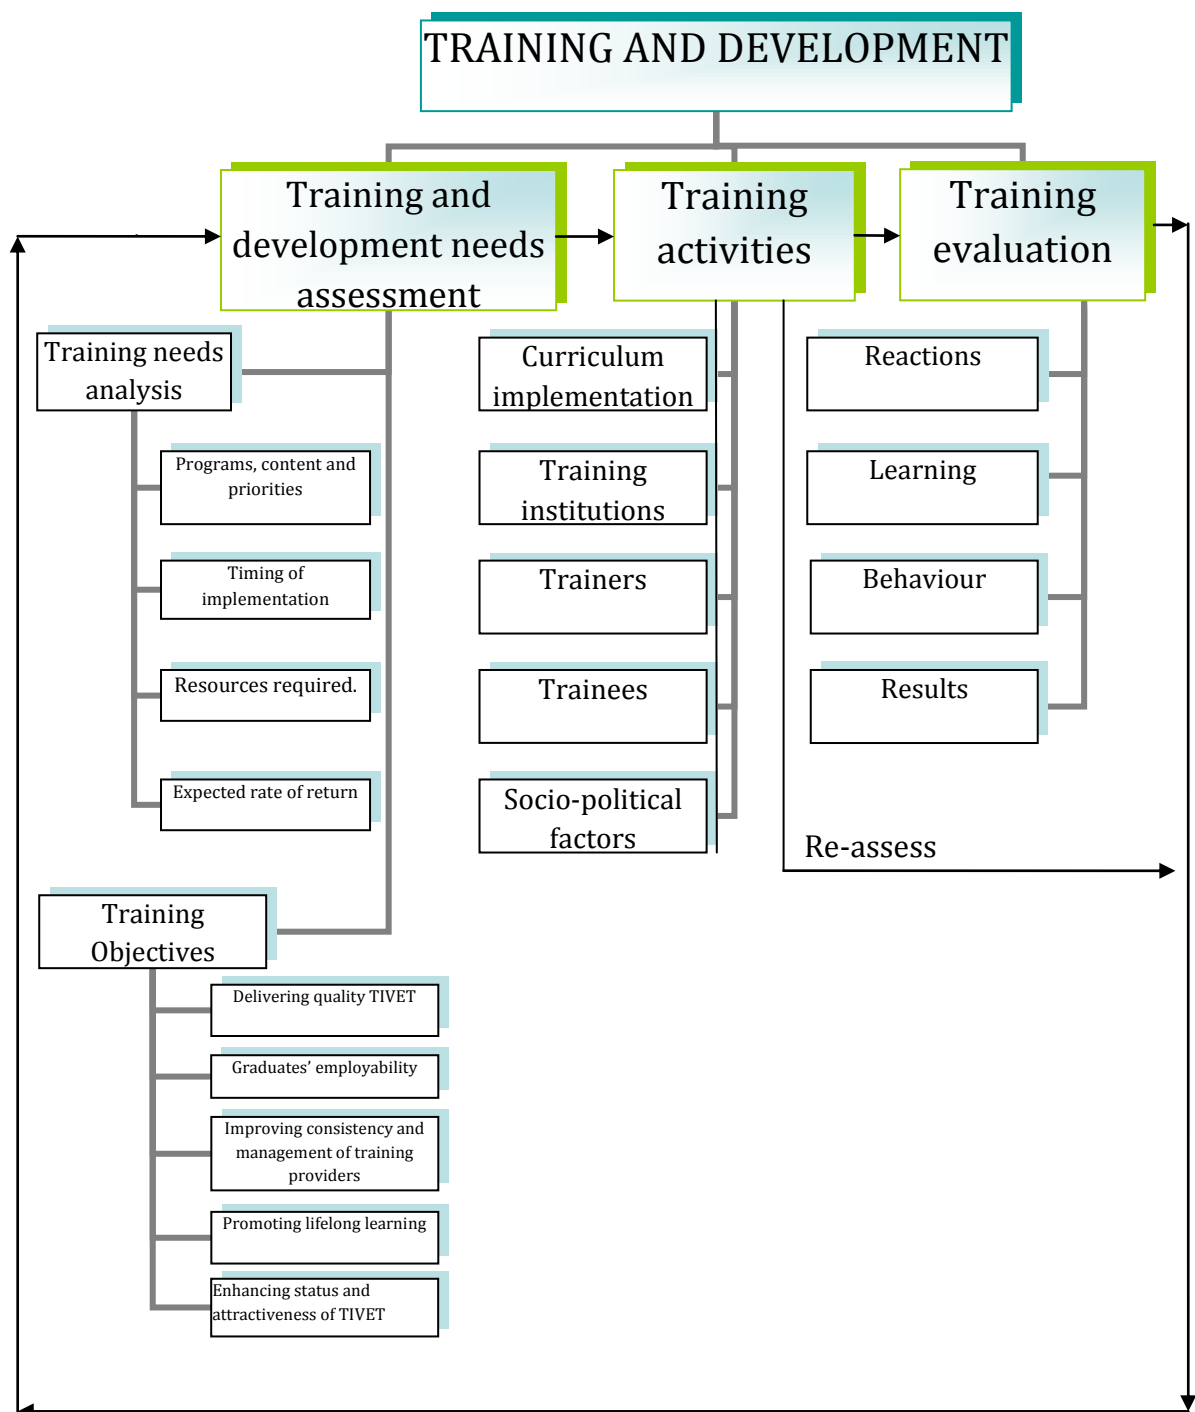 TRAINING AND DEVELOPMENT
Training and
development needs
assessment
Training
activities
Training
evaluation
Training needs
analysis
Programs, content and
priorities
Timing of
implementation
Resources required.
Expected rate of return
Training
Objectives
Delivering quality TIVET
Graduates’ employability
Improving consistency and
management of training
providers
Promoting lifelong learning
Enhancing status and
attractiveness of TIVET
Curriculum
implementation
Training
institutions
Trainers
Trainees
Socio-political
factors
Reactions
Learning
Behaviour
Results
Re-assess